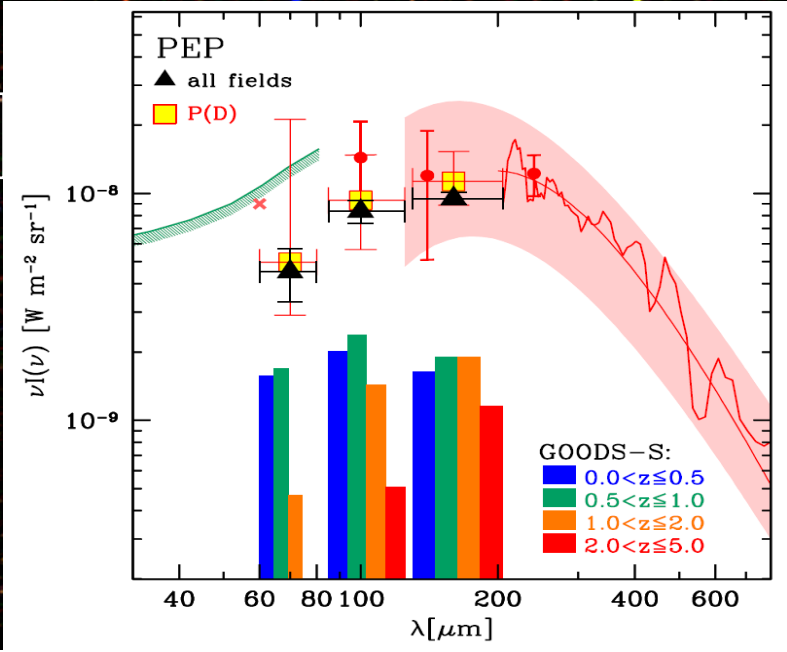 PEP
all fields
P(D)
νI(ν) [W m⁻² sr⁻¹]
10⁻⁸
10⁻⁹
GOODS-S:
0.0<z≦0.5
0.5<z≦1.0
1.0<z≦2.0
2.0<z≦5.0
40 60 80 100 200 400 600
λ[μm]